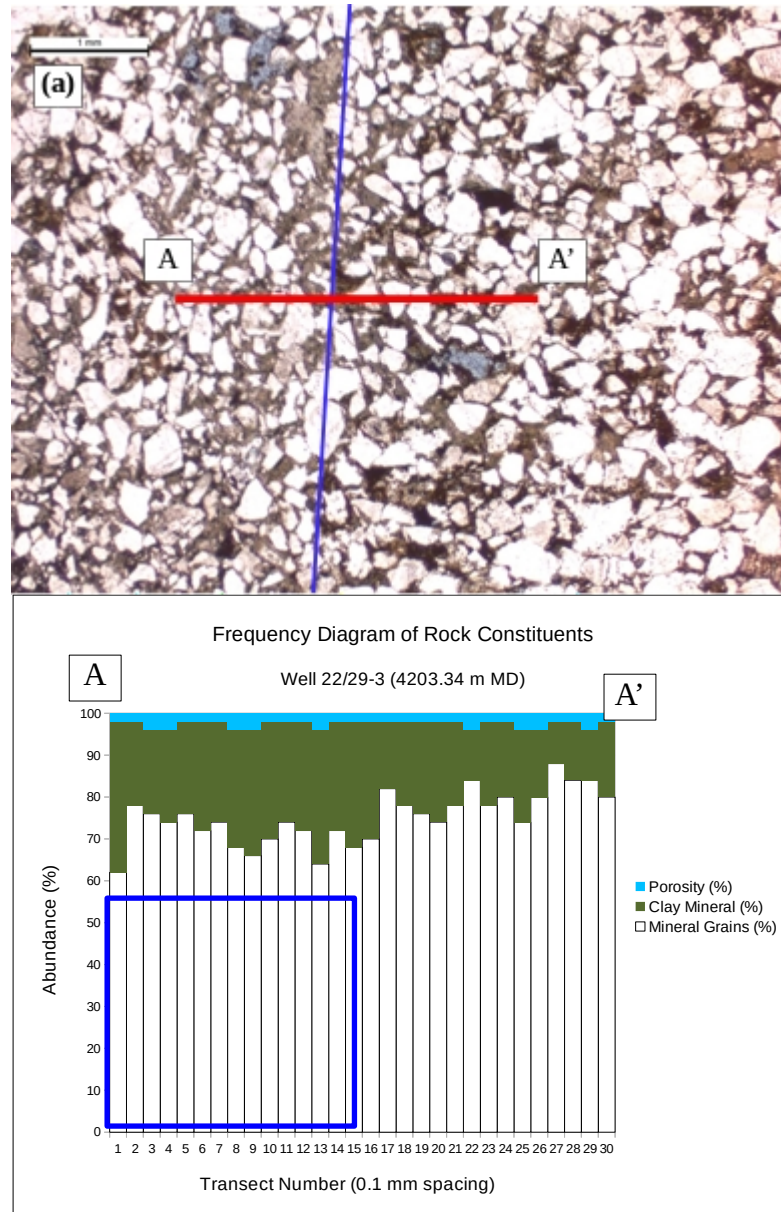 1 mm
(a)
A
A’
Frequency Diagram of Rock Constituents
A
Well 22/29-3 (4203.34 m MD)
A’
100
90
80
70
60
50
40
30
20
10
0
Abundance (%)
Porosity (%)
Clay Mineral (%)
Mineral Grains (%)
1 2 3 4 5 6 7 8 9 10 11 12 13 14 15 16 17 18 19 20 21 22 23 24 25 26 27 28 29 30
Transect Number (0.1 mm spacing)